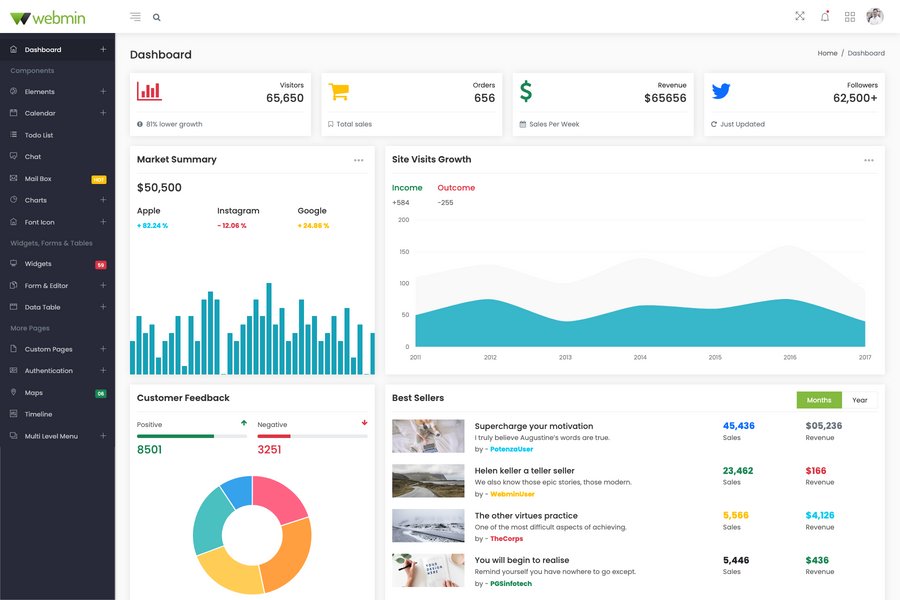 webmin
Dashboard
Components
Elements
Calendar
Todo List
Chat
Mail Box
HOT
Charts
Font Icon
Widgets, Forms & Tables
Widgets
59
Form & Editor
Data Table
More Pages
Custom Pages
Authentication
Maps
06
Timeline
Multi Level Menu
Dashboard
Home / Dashboard
Visitors
65,650
81% lower growth
Orders
656
Total sales
Revenue
$65656
Sales Per Week
Followers
62,500+
Just Updated
Market Summary
$50,500
Apple Instagram Google
+ 82.24 % - 12.06 % + 24.86 %
Site Visits Growth
Income Outcome
+584 -255
200
150
100
50
0
2011 2012 2013 2014 2015 2016 2017
Customer Feedback
Positive Negative
8501 3251
Best Sellers
Months Year
Supercharge your motivation
I truly believe Augustine's words are true.
by - PotenzaUser
45,436
Sales
$05,236
Revenue
Helen keller a teller seller
We also know those epic stories, those modern.
by - WebminUser
23,462
Sales
$166
Revenue
The other virtues practice
One of the most difficult aspects of achieving.
by - TheCorps
5,566
Sales
$4,126
Revenue
You will begin to realise
Remind yourself you have nowhere to go except.
by - PGSinfotech
5,446
Sales
$436
Revenue